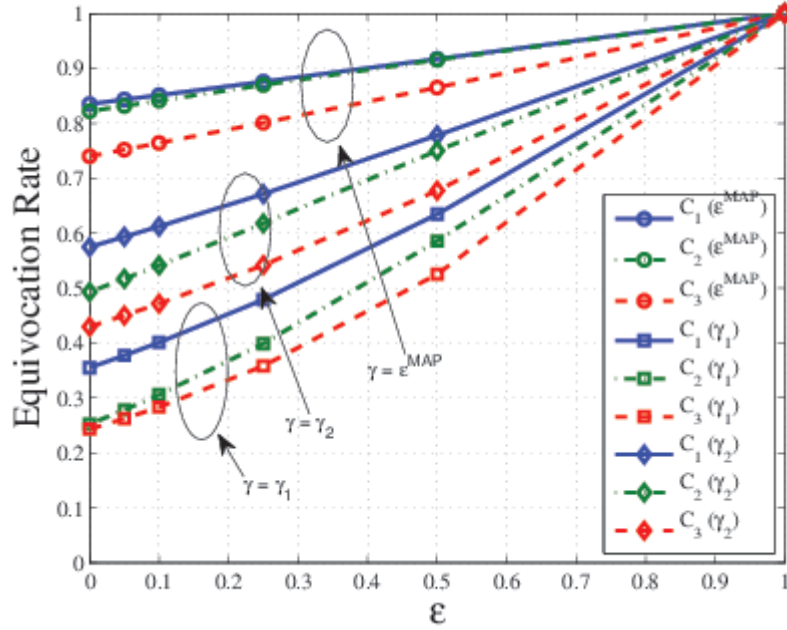 Equivocation Rate
1
0.9
0.8
0.7
0.6
0.5
0.4
0.3
0.2
0.1
0
0 0.1 0.2 0.3 0.4 0.5 0.6 0.7 0.8 0.9 1
ε
γ = ε^MAP
γ = γ₂
γ = γ₁
C₁ (ε^MAP)
C₂ (ε^MAP)
C₃ (ε^MAP)
C₁ (γ₁)
C₂ (γ₁)
C₃ (γ₁)
C₁ (γ₂)
C₂ (γ₂)
C₃ (γ₂)